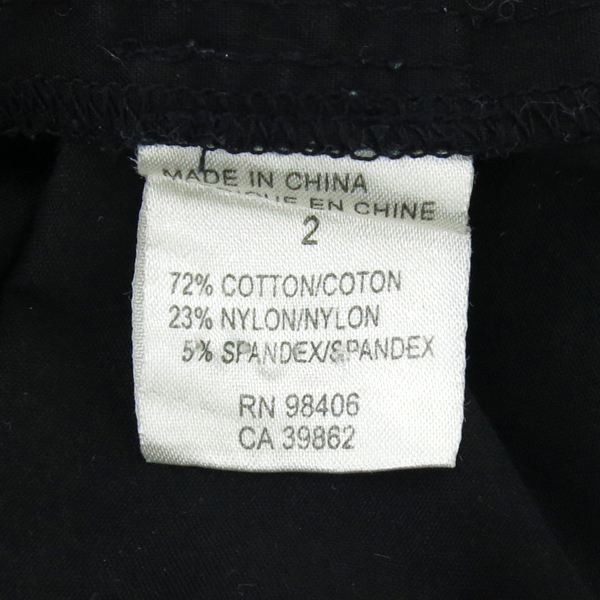 MADE IN CHINA
EN CHINE
2
72% COTTON/COTON
23% NYLON/NYLON
5% SPANDEX/SPANDEX
RN 98406
CA 39862